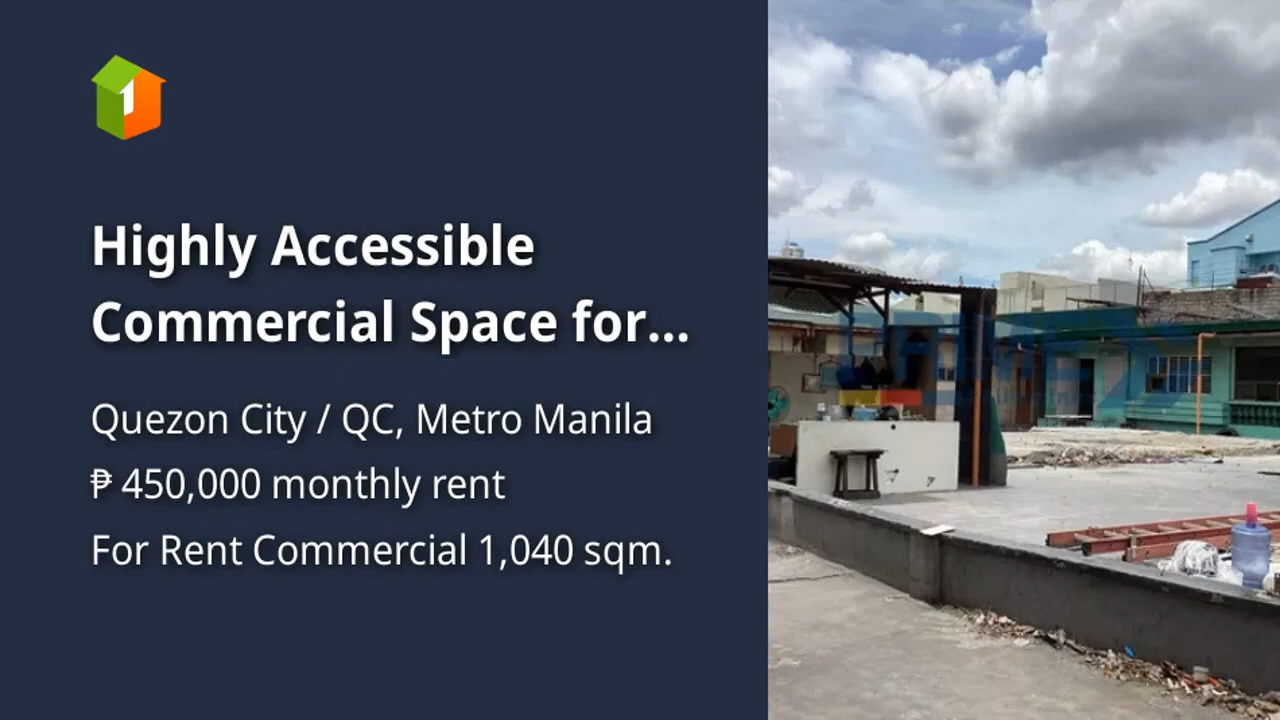 Highly Accessible
Commercial Space for...
Quezon City / QC, Metro Manila
₱ 450,000 monthly rent
For Rent Commercial 1,040 sqm.